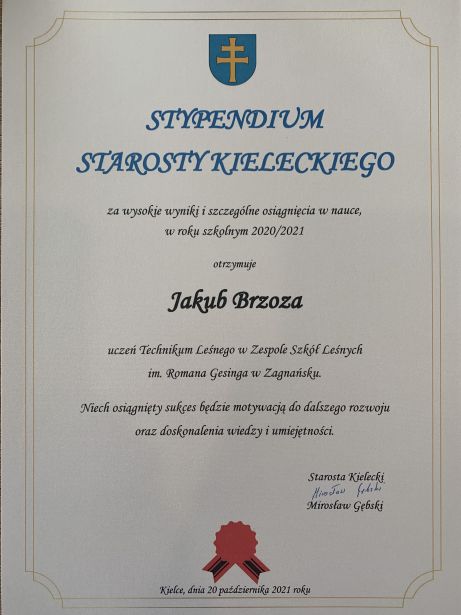 STYPENDIUM
STAROSTY KIELECKIEGO
za wysokie wyniki i szczególne osiągnięcia w nauce,
w roku szkolnym 2020/2021
otrzymuje
Jakub Brzoza
uczeń Technikum Leśnego w Zespole Szkół Leśnych
im. Romana Gesinga w Zagnańsku.
Niech osiągnięty sukces będzie motywacją do dalszego rozwoju
oraz doskonalenia wiedzy i umiejętności.
Starosta Kielecki
Mirosław Gębski
Mirosław Gębski
Kielce, dnia 20 października 2021 roku